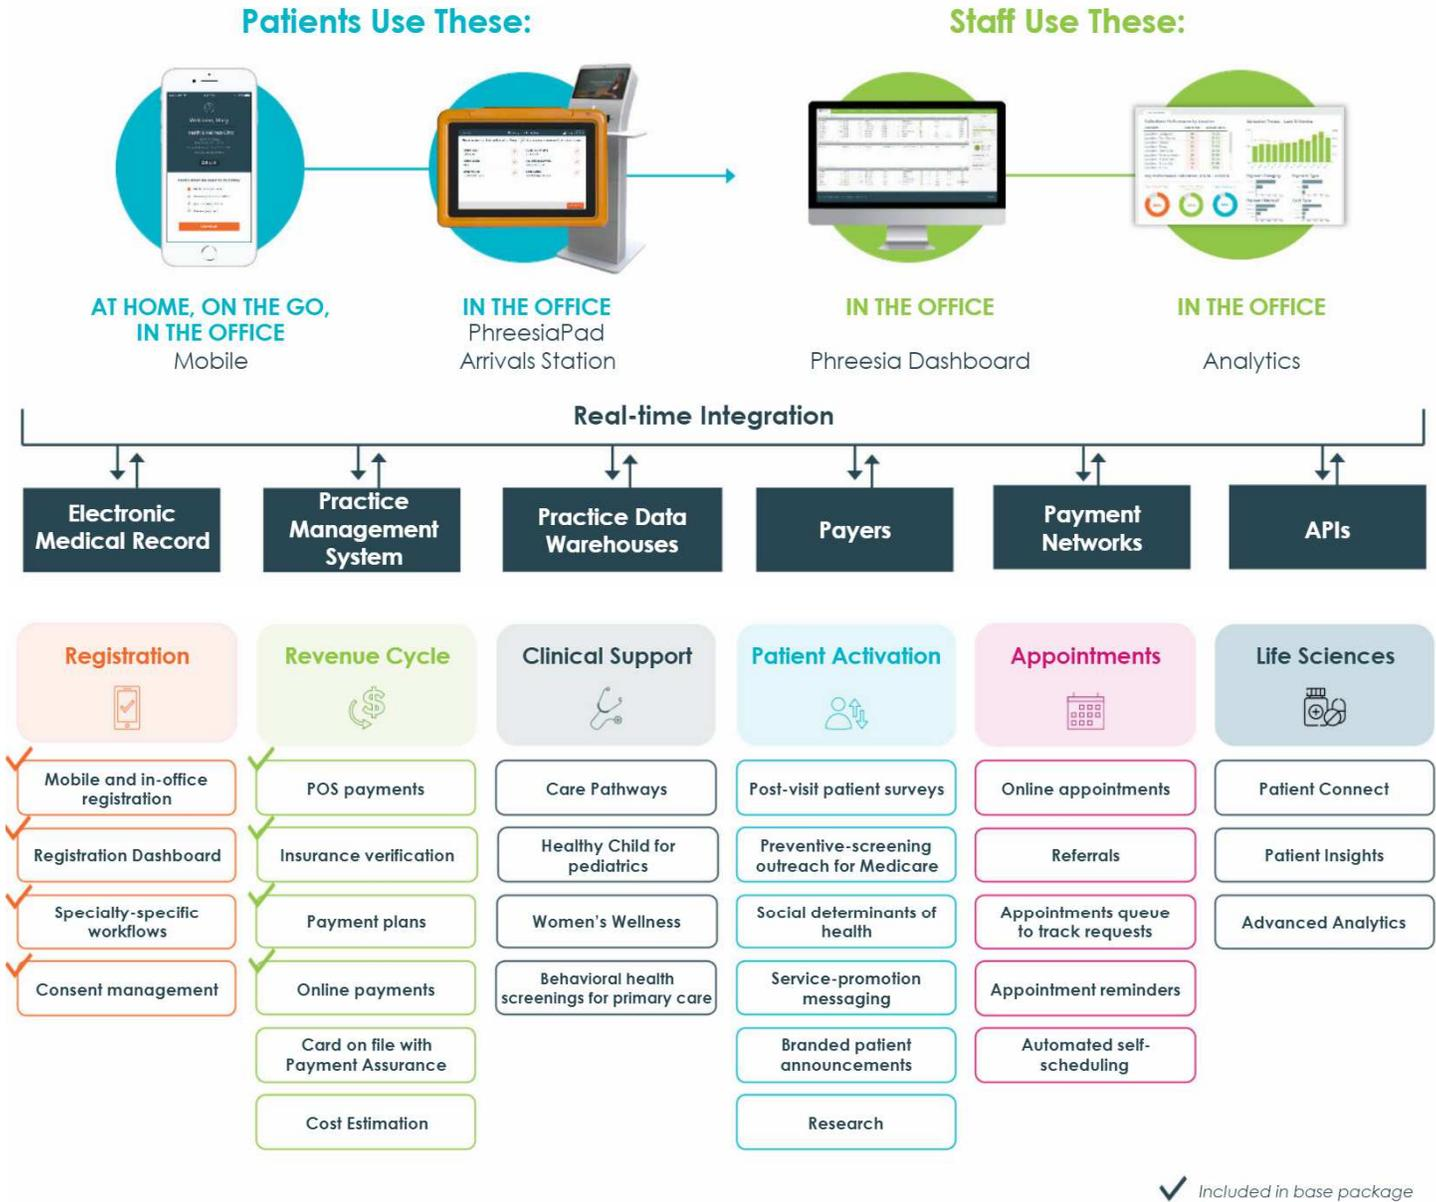 Patients Use These:
Staff Use These:
AT HOME, ON THE GO,
IN THE OFFICE
Mobile
IN THE OFFICE
PhreesiaPad
Arrivals Station
IN THE OFFICE
Phreesia Dashboard
IN THE OFFICE
Analytics
Real-time Integration
Electronic
Medical Record
Practice
Management
System
Practice Data
Warehouses
Payers
Payment
Networks
APIs
Registration
Revenue Cycle
Clinical Support
Patient Activation
Appointments
Life Sciences
Mobile and in-office
registration
POS payments
Care Pathways
Post-visit patient surveys
Online appointments
Patient Connect
Registration Dashboard
Insurance verification
Healthy Child for
pediatrics
Preventive-screening
outreach for Medicare
Referrals
Patient Insights
Specialty-specific
workflows
Payment plans
Women's Wellness
Social determinants of
health
Appointments queue
to track requests
Advanced Analytics
Consent management
Online payments
Behavioral health
screenings for primary care
Service-promotion
messaging
Appointment reminders
Card on file with
Payment Assurance
Branded patient
announcements
Automated self-
scheduling
Cost Estimation
Research
Included in base package